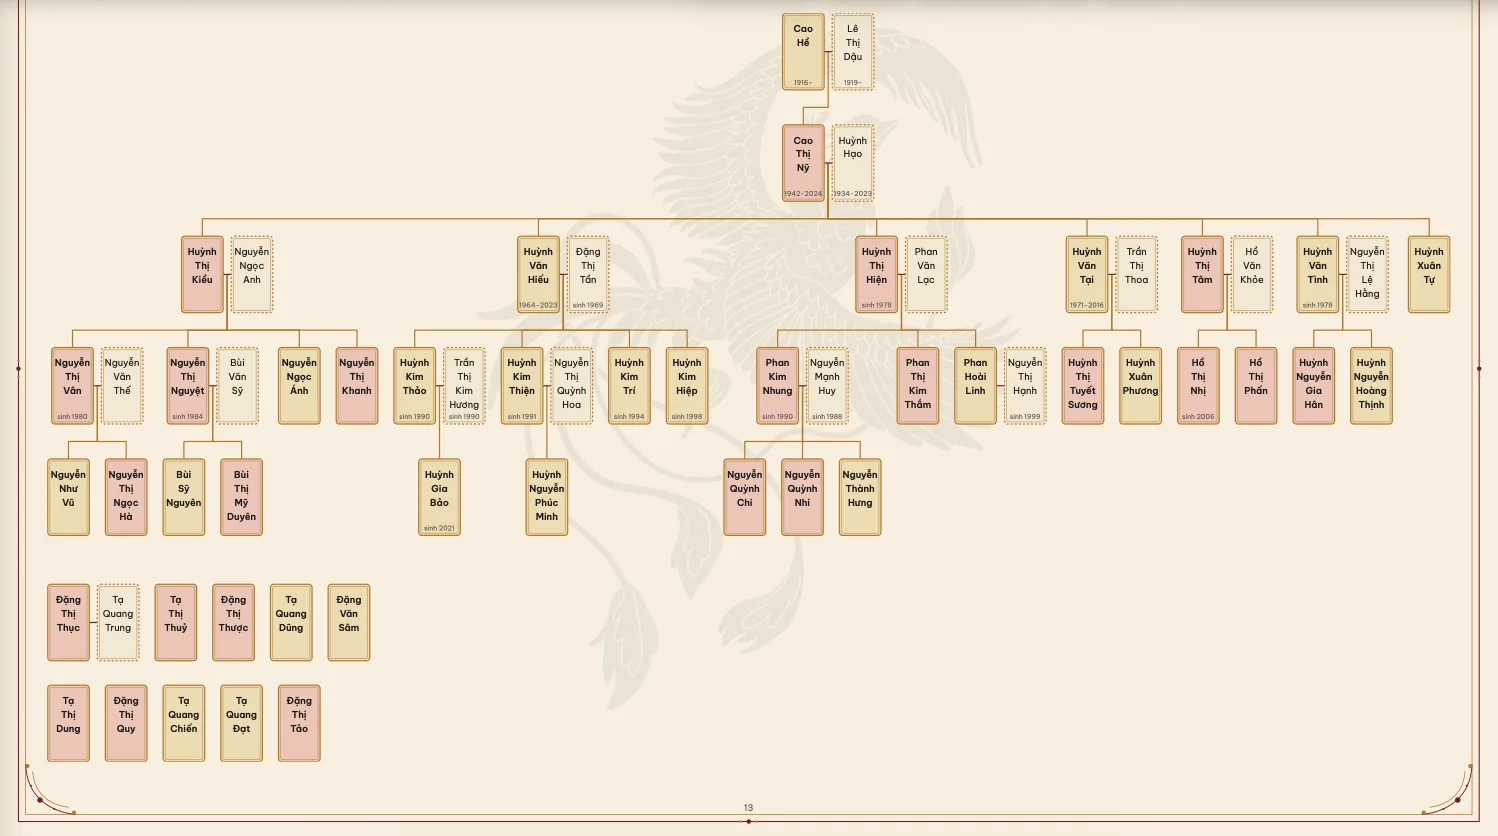 Cao
Hề
1916-
Lê
Thị
Dậu
1919-
Cao
Thị
Nỹ
1942-2024
Huỳnh
Hạo
1934-2023
Huỳnh
Thị
Kiều
Nguyễn
Ngọc
Anh
Huỳnh
Văn
Hiếu
1964-2023
Đặng
Thị
Tần
sinh 1969
Huỳnh
Thị
Hiện
sinh 1978
Phan
Văn
Lạc
Huỳnh
Văn
Tại
1971-2016
Trần
Thị
Thoa
Huỳnh
Thị
Tâm
Hồ
Văn
Khỏe
Huỳnh
Văn
Tình
sinh 1978
Nguyễn
Thị
Lệ
Hằng
Huỳnh
Xuân
Tự
Nguyễn
Thị
Vân
sinh 1980
Nguyễn
Văn
Thế
Nguyễn
Thị
Nguyệt
sinh 1984
Bùi
Văn
Sỹ
Nguyễn
Ngọc
Ánh
Nguyễn
Thị
Khanh
Huỳnh
Kim
Thảo
sinh 1990
Trần
Thị
Kim
Hương
sinh 1990
Huỳnh
Kim
Thiện
sinh 1991
Nguyễn
Thị
Quỳnh
Hoa
Huỳnh
Kim
Trí
sinh 1994
Huỳnh
Kim
Hiệp
sinh 1998
Phan
Kim
Nhung
sinh 1990
Nguyễn
Mạnh
Huy
sinh 1988
Phan
Thị
Kim
Thắm
Phan
Hoài
Linh
Nguyễn
Thị
Hạnh
sinh 1999
Huỳnh
Thị
Tuyết
Sương
Huỳnh
Xuân
Phương
Hồ
Thị
Nhị
sinh 2006
Hồ
Thị
Phấn
Huỳnh
Nguyễn
Gia
Hân
Huỳnh
Nguyễn
Hoàng
Thịnh
Nguyễn
Như
Vũ
Nguyễn
Thị
Ngọc
Hà
Bùi
Sỹ
Nguyên
Bùi
Thị
Mỹ
Duyên
Huỳnh
Gia
Bảo
sinh 2021
Huỳnh
Nguyễn
Phúc
Minh
Nguyễn
Quỳnh
Chi
Nguyễn
Quỳnh
Nhi
Nguyễn
Thành
Hưng
Đặng
Thị
Thục
Tạ
Quang
Trung
Tạ
Thị
Thuỷ
Đặng
Thị
Thược
Tạ
Quang
Dũng
Đặng
Văn
Sâm
Tạ
Thị
Dung
Đặng
Thị
Quy
Tạ
Quang
Chiến
Tạ
Quang
Đạt
Đặng
Thị
Tảo
13